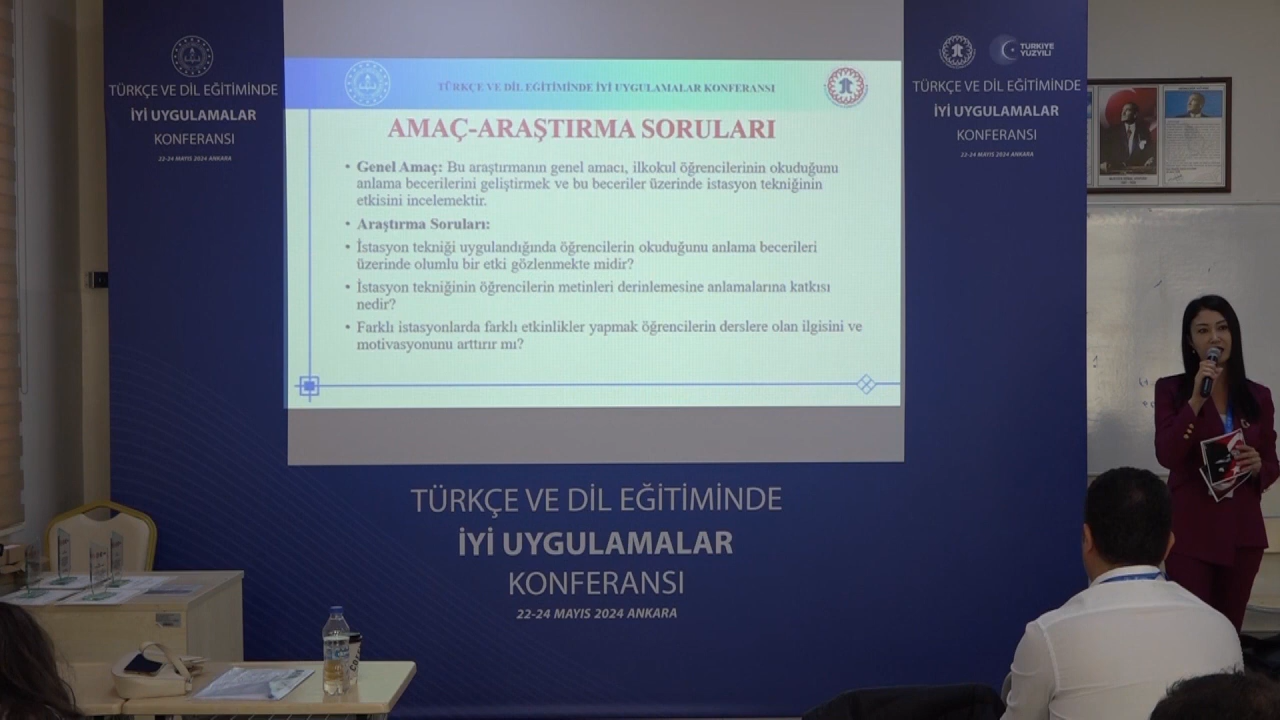 TÜRKÇE VE DİL EĞİTİMİNDE
İYİ UYGULAMALAR
KONFERANSI
22-24 MAYIS 2024 ANKARA
TÜRKÇE VE DİL EĞİTİMİNDE İYİ UYGULAMALAR KONFERANSI
AMAÇ-ARAŞTIRMA SORULARI
• Genel Amaç: Bu araştırmanın genel amacı, ilkokul öğrencilerinin okuduğunu
anlama becerilerini geliştirmek ve bu beceriler üzerinde istasyon tekniğinin
etkisini incelemektir.
• Araştırma Soruları:
• İstasyon tekniği uygulandığında öğrencilerin okuduğunu anlama becerileri
üzerinde olumlu bir etki gözlenmekte midir?
• İstasyon tekniğinin öğrencilerin metinleri derinlemesine anlamalarına katkısı
nedir?
• Farklı istasyonlarda farklı etkinlikler yapmak öğrencilerin derslere olan ilgisini ve
motivasyonunu arttırır mı?
TÜRKİYE
YÜZYILI
TÜRKÇE VE DİL EĞİTİMİNDE
İYİ UYGULAMALAR
KONFERANSI
22-24 MAYIS 2024 ANKARA
TÜRKÇE VE DİL EĞİTİMİNDE
İYİ UYGULAMALAR
KONFERANSI
22-24 MAYIS 2024 ANKARA